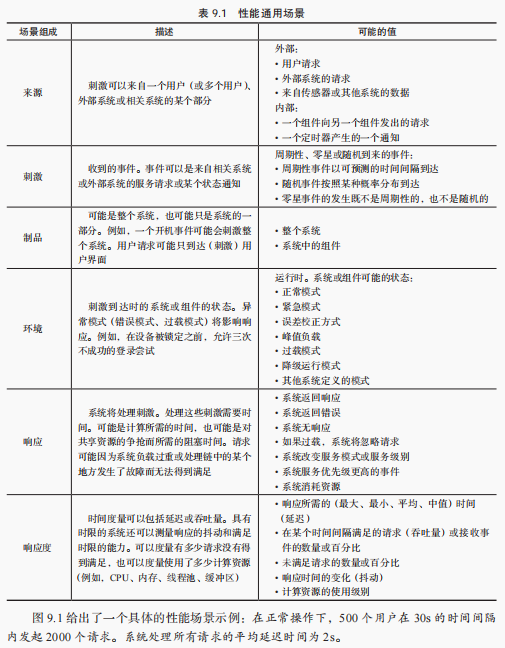 表 9.1 性能通用场景
场景组成 描述 可能的值
来源
刺激可以来自一个用户（或多个用户）、
外部系统或相关系统的某个部分
外部：
• 用户请求
• 外部系统的请求
• 来自传感器或其他系统的数据
内部：
• 一个组件向另一个组件发出的请求
• 一个定时器产生的一个通知
刺激
收到的事件。事件可以是来自相关系统
或外部系统的服务请求或某个状态通知
周期性、零星或随机到来的事件：
• 周期性事件以可预测的时间间隔到达
• 随机事件按照某种概率分布到达
• 零星事件的发生既不是周期性的，也不是随机的
制品
可能是整个系统，也可能只是系统的一
部分。例如，一个开机事件可能会刺激整
个系统。用户请求可能只到达（刺激）用
户界面
• 整个系统
• 系统中的组件
环境
刺激到达时的系统或组件的状态。异
常模式（错误模式、过载模式）将影响响
应。例如，在设备被锁定之前，允许三次
不成功的登录尝试
运行时。系统或组件可能的状态：
• 正常模式
• 紧急模式
• 误差校正方式
• 峰值负载
• 过载模式
• 降级运行模式
• 其他系统定义的模式
响应
系统将处理刺激。处理这些刺激需要时
间。可能是计算所需的时间，也可能是对
共享资源的争抢而所需的阻塞时间。请求
可能因为系统负载过重或处理链中的某个
地方发生了故障而无法得到满足
• 系统返回响应
• 系统返回错误
• 系统无响应
• 如果过载，系统将忽略请求
• 系统改变服务模式或服务级别
• 系统服务优先级更高的事件
• 系统消耗资源
响应度
时间度量可以包括延迟或吞吐量。具有
时限的系统还可以测量响应的抖动和满足
时限的能力。可以度量有多少请求没有得
到满足，也可以度量使用了多少计算资源
（例如，CPU、内存、线程池、缓冲区）
• 响应所需的（最大、最小、平均、中值）时间
（延迟）
• 在某个时间间隔满足的请求（吞吐量）或接收事
件的数量或百分比
• 未满足请求的数量或百分比
• 响应时间的变化（抖动）
• 计算资源的使用级别
图 9.1 给出了一个具体的性能场景示例：在正常操作下，500 个用户在 30s 的时间间隔
内发起 2000 个请求。系统处理所有请求的平均延迟时间为 2s。